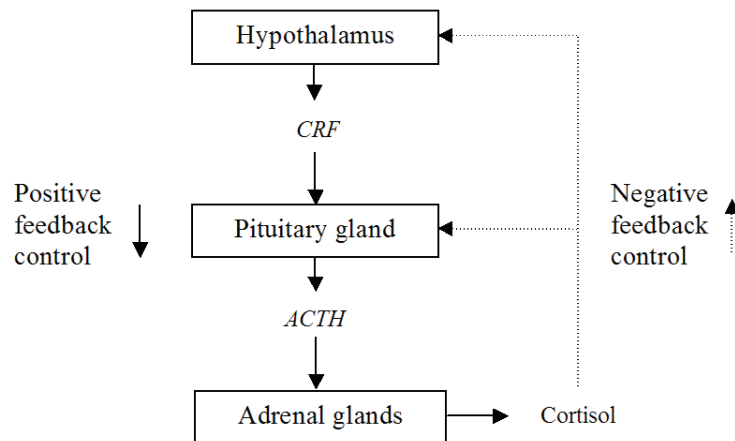 Hypothalamus
CRF
Positive
feedback
control
Negative
feedback
control
Pituitary gland
ACTH
Adrenal glands
Cortisol